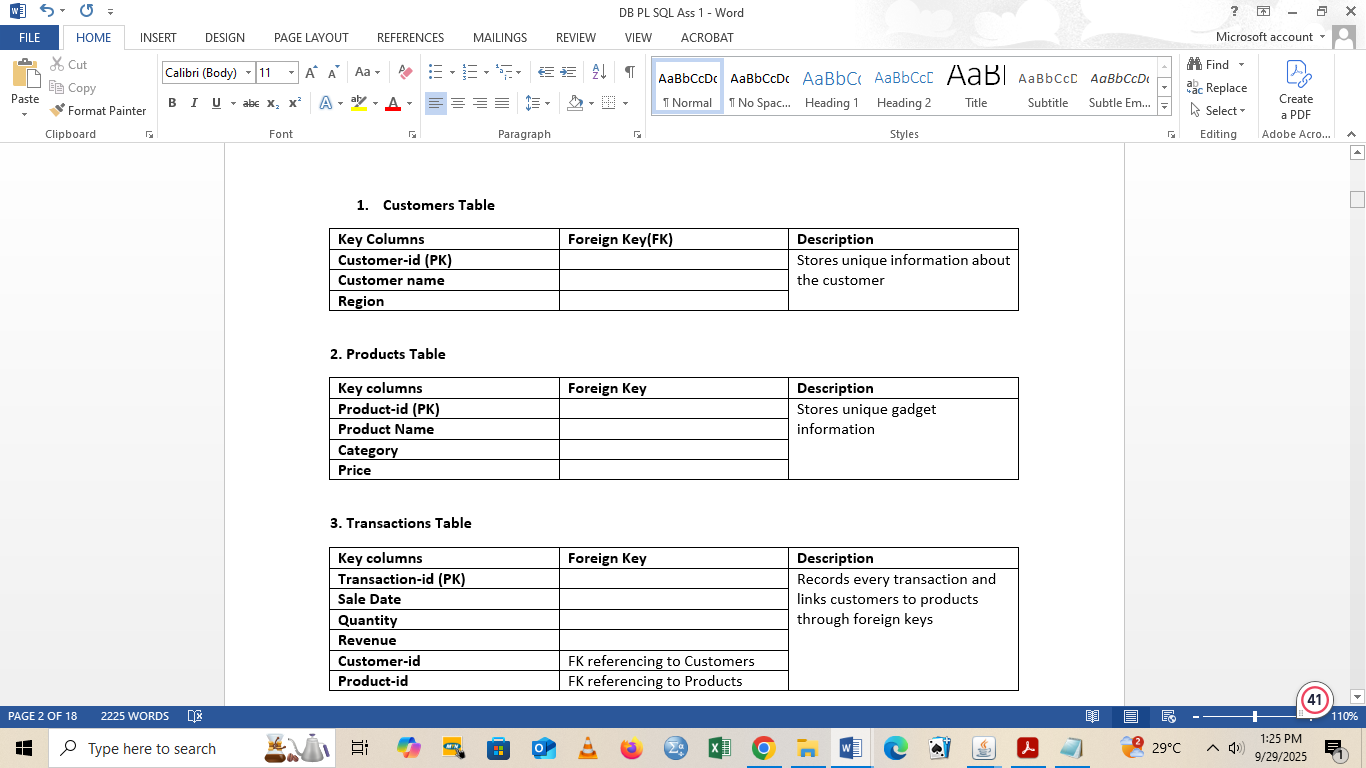 DB PL SQL Ass 1 - Word
FILE HOME INSERT DESIGN PAGE LAYOUT REFERENCES MAILINGS REVIEW VIEW ACROBAT Microsoft account
Cut
Copy
Format Painter
Paste
Clipboard
Calibri (Body) 11
Font
Paragraph
AaBbCcDc AaBbCcDc AaBbCc AaBbCcD AaBl AaBbCcD AaBbCcDc
¶ Normal ¶ No Spac... Heading 1 Heading 2 Title Subtitle Subtle Em...
Styles
Find
Replace
Select
Editing
Create
a PDF
Adobe Acro...
1. Customers Table
Key Columns Foreign Key(FK) Description
Customer-id (PK) Stores unique information about
Customer name the customer
Region
2. Products Table
Key columns Foreign Key Description
Product-id (PK) Stores unique gadget
Product Name information
Category
Price
3. Transactions Table
Key columns Foreign Key Description
Transaction-id (PK) Records every transaction and
Sale Date links customers to products
Quantity through foreign keys
Revenue
Customer-id FK referencing to Customers
Product-id FK referencing to Products
41
PAGE 2 OF 18 2225 WORDS 110%
Type here to search 29°C 1:25 PM
9/29/2025